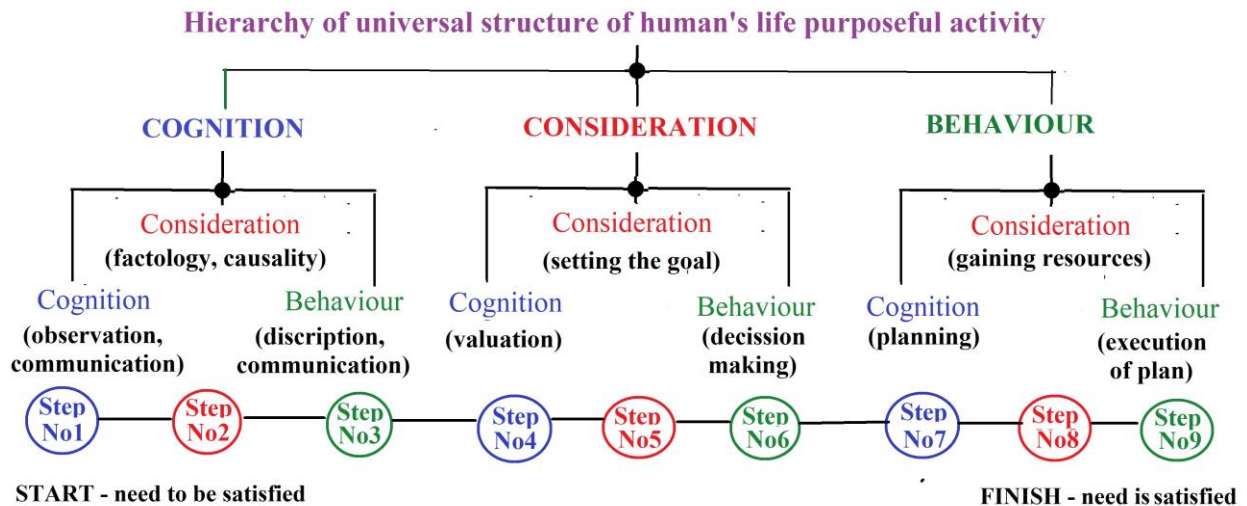 Hierarchy of universal structure of human's life purposeful activity
COGNITION
CONSIDERATION
BEHAVIOUR
Consideration
(factology, causality)
Consideration
(setting the goal)
Consideration
(gaining resources)
Cognition
(observation,
communication)
Behaviour
(discription,
communication)
Cognition
(valuation)
Behaviour
(decission
making)
Cognition
(planning)
Behaviour
(execution
of plan)
Step
No1
Step
No2
Step
No3
Step
No4
Step
No5
Step
No6
Step
No7
Step
No8
Step
No9
START - need to be satisfied
FINISH - need is satisfied